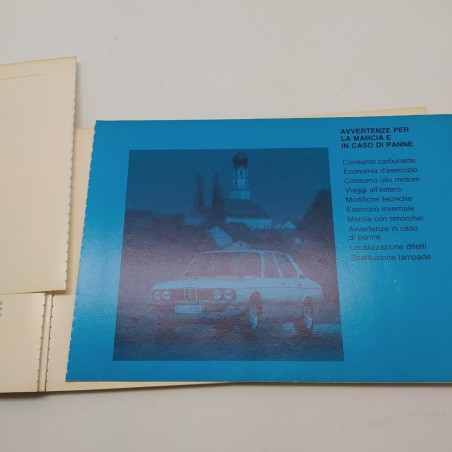 AVVERTENZE PER
LA MARCIA E
IN CASO DI PANNE
Consumo carburante
Economia d'esercizio
Consumo olio motore
Viaggi all'estero
Modifiche tecniche
Esercizio invernale
Marcia con rimorchio
Avvertenze in caso
di panne
Localizzazione difetti
Sostituzione lampade